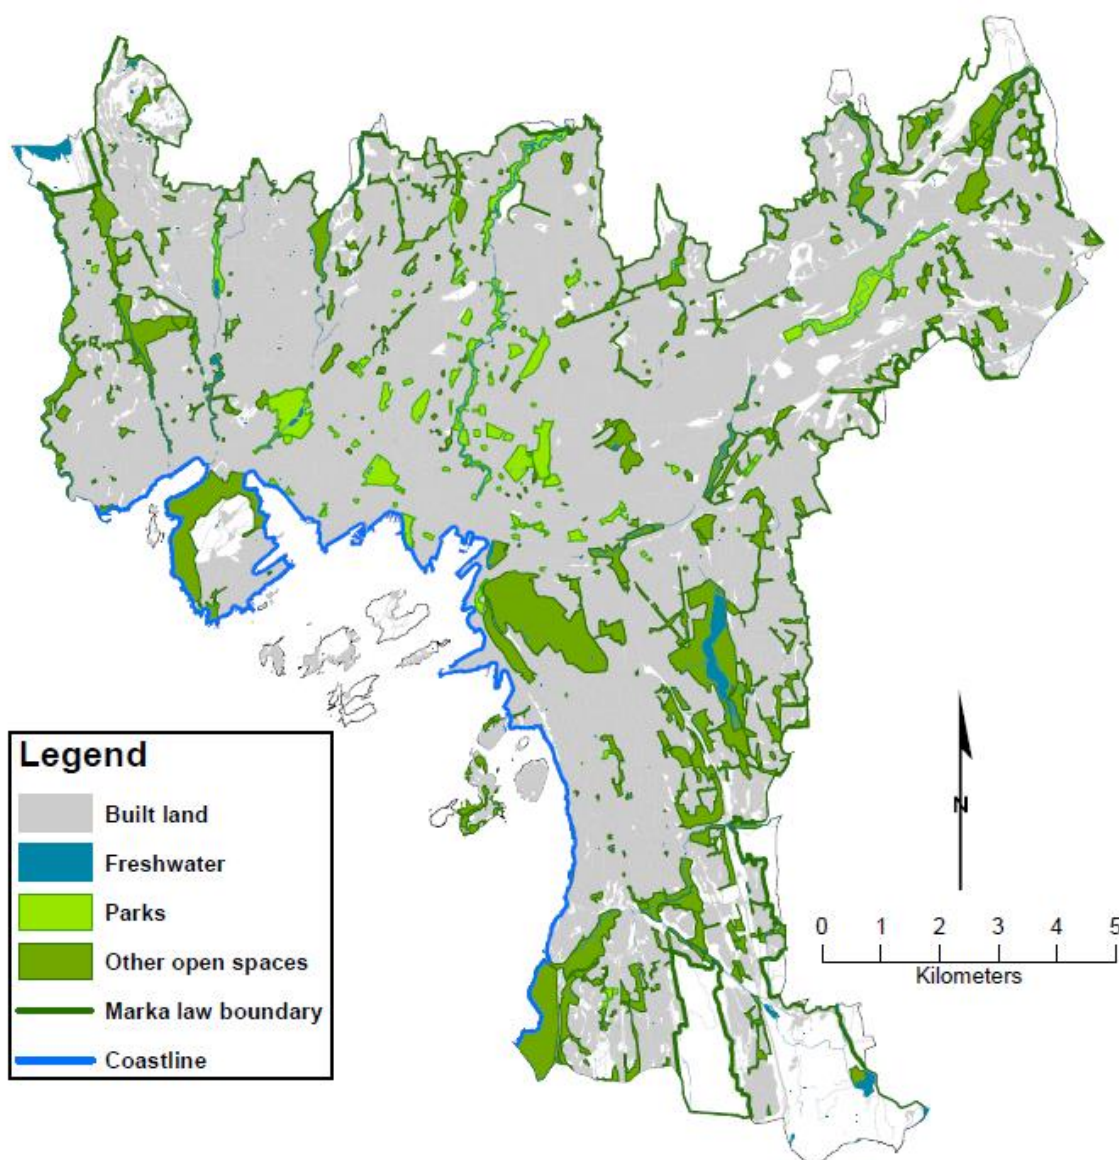 Legend
Built land
Freshwater
Parks
Other open spaces
Marka law boundary
Coastline
N
0 1 2 3 4 5
Kilometers